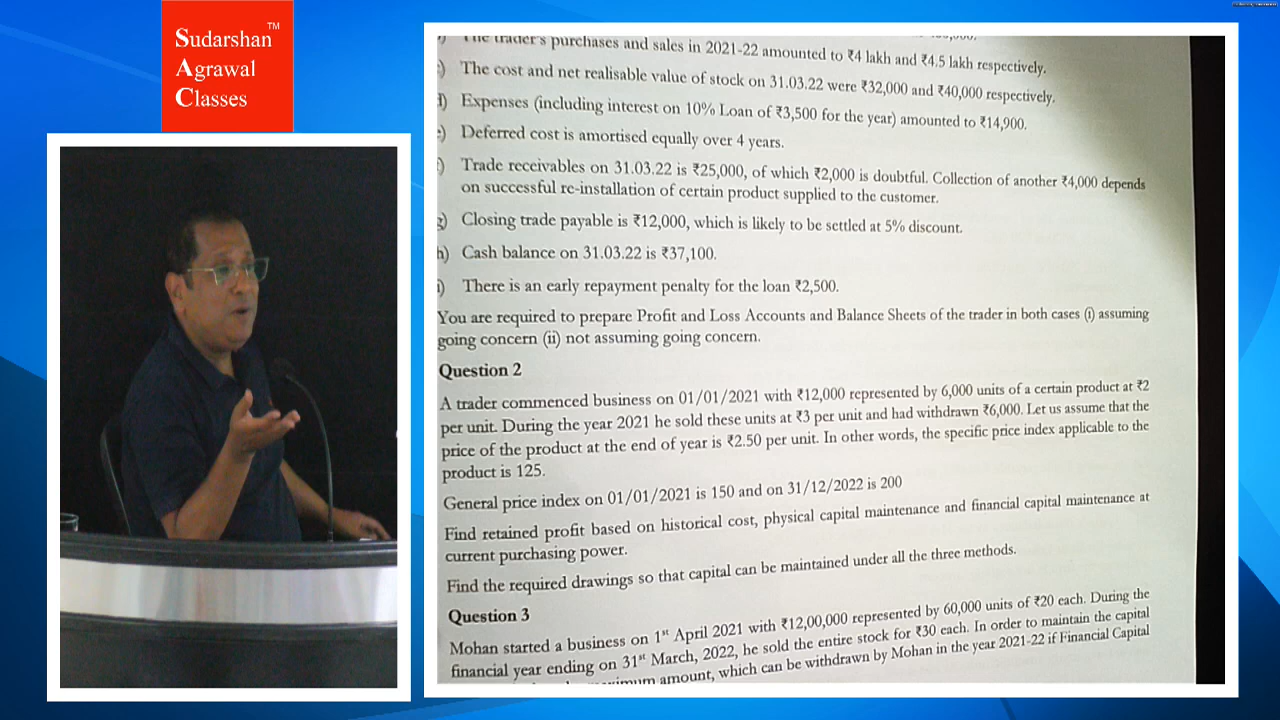 Sudarshan TM
Agrawal
Classes
The trader's purchases and sales in 2021-22 amounted to ₹4 lakh and ₹4.5 lakh respectively.
) The cost and net realisable value of stock on 31.03.22 were ₹32,000 and ₹40,000 respectively.
) Expenses (including interest on 10% Loan of ₹3,500 for the year) amounted to ₹14,900.
) Deferred cost is amortised equally over 4 years.
) Trade receivables on 31.03.22 is ₹25,000, of which ₹2,000 is doubtful. Collection of another ₹4,000 depends
on successful re-installation of certain product supplied to the customer.
g) Closing trade payable is ₹12,000, which is likely to be settled at 5% discount.
h) Cash balance on 31.03.22 is ₹37,100.
i) There is an early repayment penalty for the loan ₹2,500.
You are required to prepare Profit and Loss Accounts and Balance Sheets of the trader in both cases (i) assuming
going concern (ii) not assuming going concern.
Question 2
A trader commenced business on 01/01/2021 with ₹12,000 represented by 6,000 units of a certain product at ₹2
per unit. During the year 2021 he sold these units at ₹3 per unit and had withdrawn ₹6,000. Let us assume that the
price of the product at the end of year is ₹2.50 per unit. In other words, the specific price index applicable to the
product is 125.
General price index on 01/01/2021 is 150 and on 31/12/2022 is 200
Find retained profit based on historical cost, physical capital maintenance and financial capital maintenance at
current purchasing power.
Find the required drawings so that capital can be maintained under all the three methods.
Question 3
Mohan started a business on 1st April 2021 with ₹12,00,000 represented by 60,000 units of ₹20 each. During the
financial year ending on 31st March, 2022, he sold the entire stock for ₹30 each. In order to maintain the capital
maximum amount, which can be withdrawn by Mohan in the year 2021-22 if Financial Capital